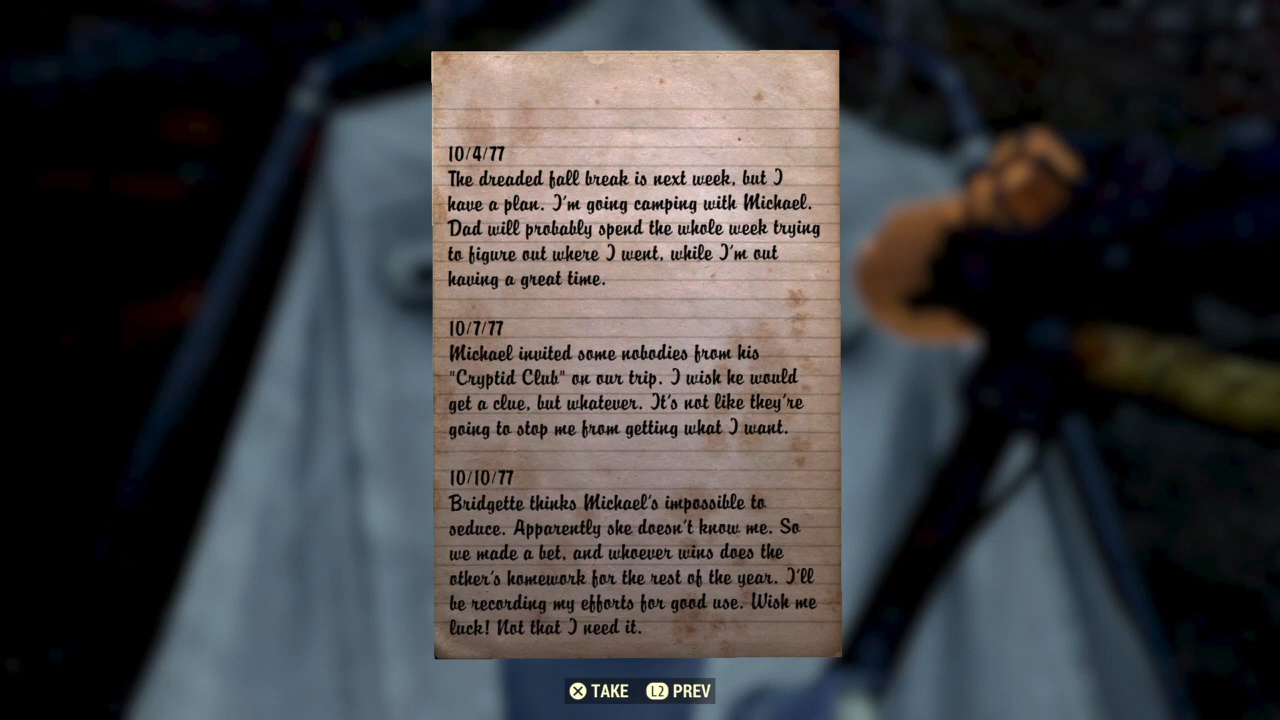 10/4/77
The dreaded fall break is next week, but I
have a plan. I'm going camping with Michael.
Dad will probably spend the whole week trying
to figure out where I went, while I'm out
having a great time.
10/7/77
Michael invited some nobodies from his
"Cryptid Club" on our trip. I wish he would
get a clue, but whatever. It's not like they're
going to stop me from getting what I want.
10/10/77
Bridgette thinks Michael's impossible to
seduce. Apparently she doesn't know me. So
we made a bet, and whoever wins does the
other's homework for the rest of the year. I'll
be recording my efforts for good use. Wish me
luck! Not that I need it.
TAKE L2 PREV